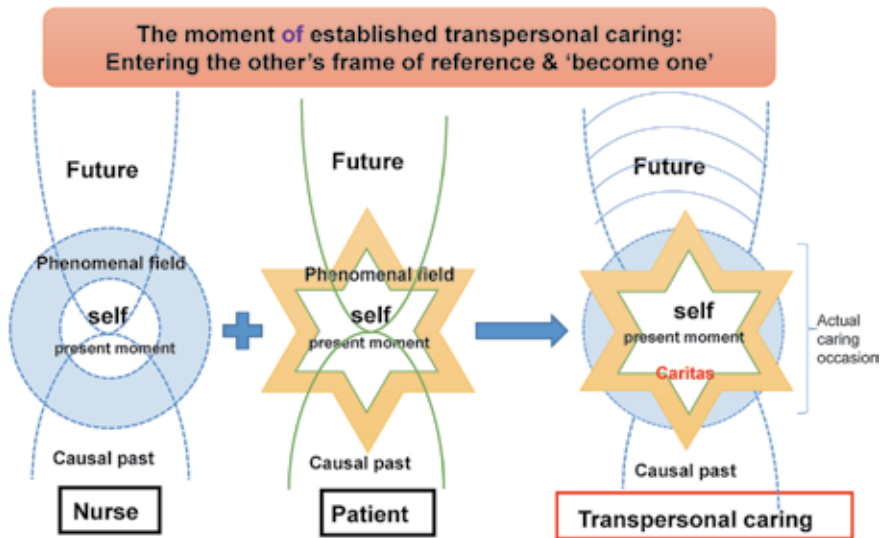 The moment of established transpersonal caring:
Entering the other's frame of reference & 'become one'
Future
Phenomenal field
self
present moment
Causal past
Nurse
Future
Phenomenal field
self
present moment
Causal past
Patient
Future
self
present moment
Caritas
Causal past
Transpersonal caring
Actual
caring
occasion